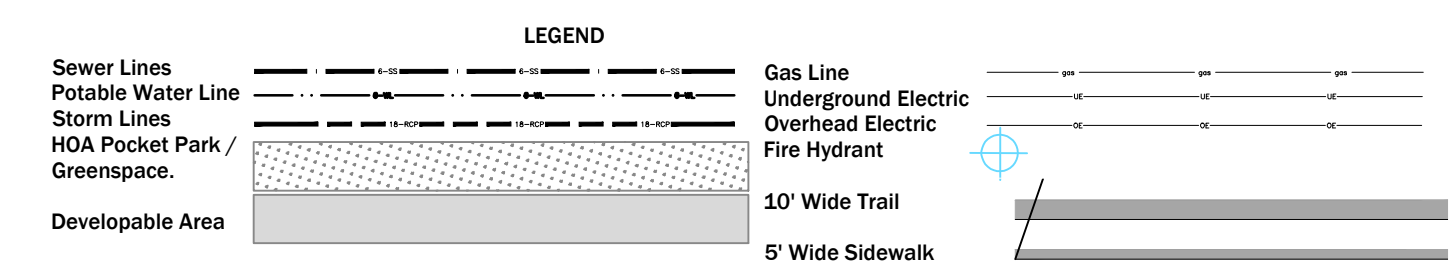 LEGEND
Sewer Lines 6-SS 6-SS 6-SS
Potable Water Line
Storm Lines 18-RCP 18-RCP 18-RCP
HOA Pocket Park /
Greenspace.
Developable Area
Gas Line gas gas gas
Underground Electric UE UE UE
Overhead Electric OE OE OE
Fire Hydrant
10' Wide Trail
5' Wide Sidewalk